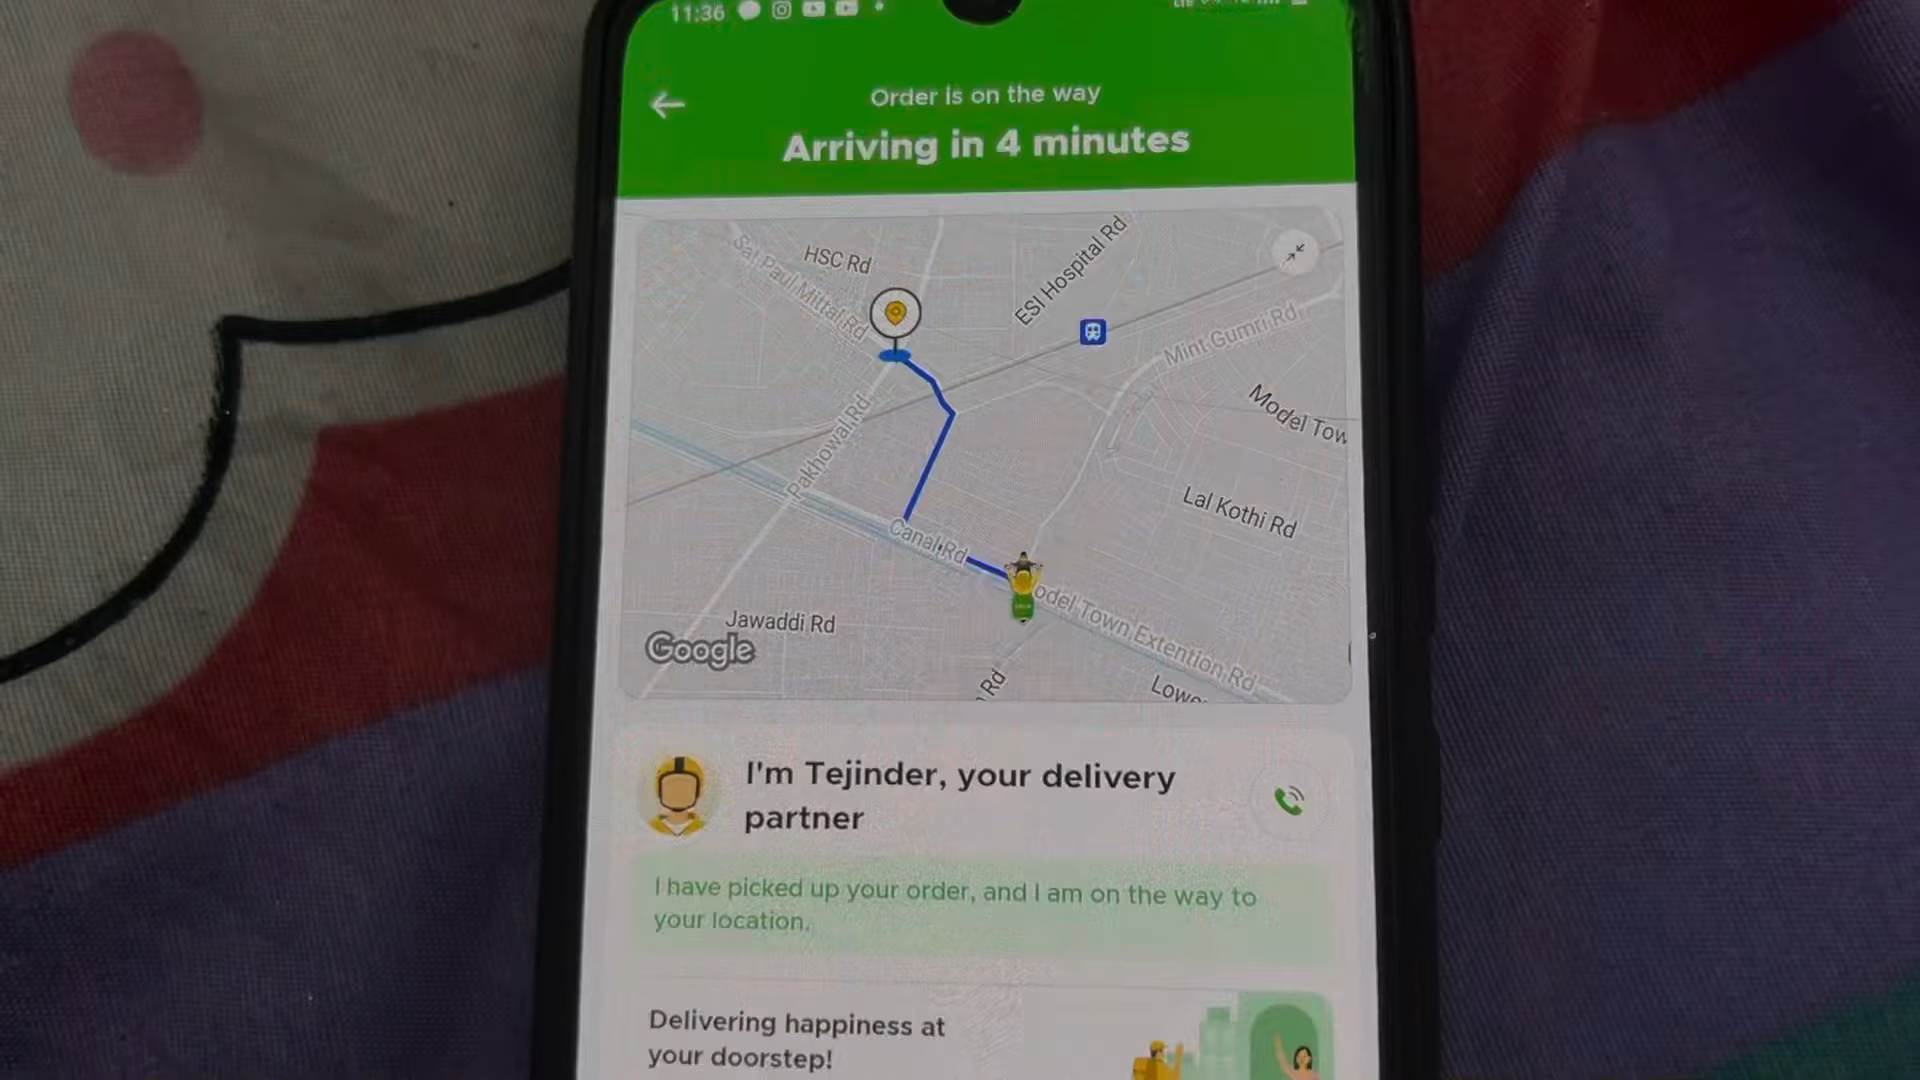 11:36
Order is on the way
Arriving in 4 minutes
HSC Rd
Sat Paul Mittal Rd
ESI Hospital Rd
Mint Gumri Rd
Pakhowal Rd
Model Tow
Lal Kothi Rd
Canal Rd
odel Town Extention Rd
Jawaddi Rd
Google
Rd
Lowe
I'm Tejinder, your delivery
partner
I have picked up your order, and I am on the way to
your location.
Delivering happiness at
your doorstep!